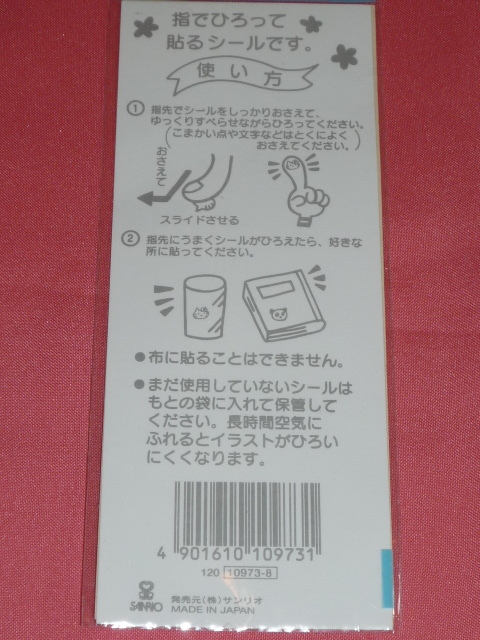 指でひろって
貼るシールです。
使い方
① 指先でシールをしっかりおさえて、
ゆっくりすべらせながらひろってください。
(こまかい点や文字などはとくによく
おさえてください。)
おさえて
スライドさせる
② 指先にうまくシールがひろえたら、好きな
所に貼ってください。
●布に貼ることはできません。
●まだ使用していないシールは
もとの袋に入れて保管して
ください。長時間空気に
ふれるとイラストがひろい
にくくなります。
4 901610 109731
120 10973-8
SANRIO
発売元(株)サンリオ
MADE IN JAPAN